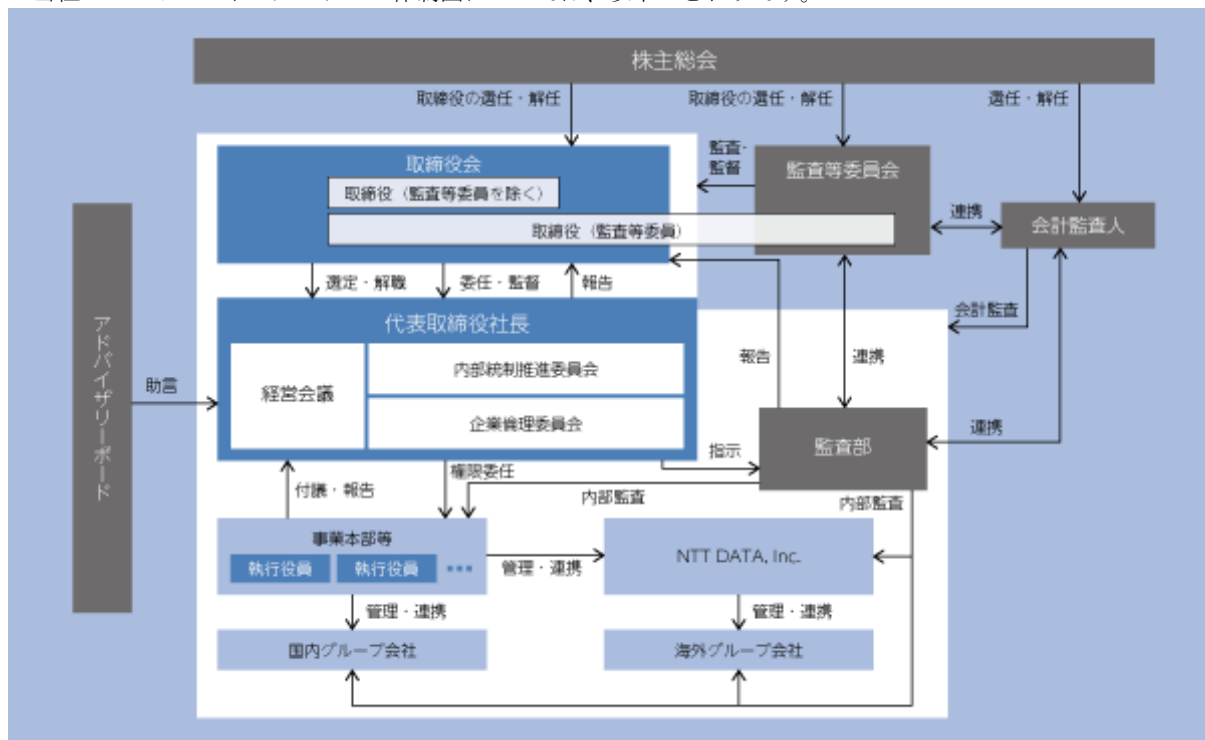 株主総会
取締役の選任・解任
取締役の選任・解任
選任・解任
取締役会
取締役（監査等委員を除く）
取締役（監査等委員）
監査・
監督
監査等委員会
連携
会計監査人
選定・解職
委任・監督
報告
会計監査
代表取締役社長
経営会議
内部統制推進委員会
企業倫理委員会
アドバイザリーボード
助言
報告
連携
連携
監査部
指示
付議・報告
権限委任
内部監査
内部監査
事業本部等
執行役員
執行役員
•••
管理・連携
NTT DATA, Inc.
管理・連携
管理・連携
国内グループ会社
海外グループ会社